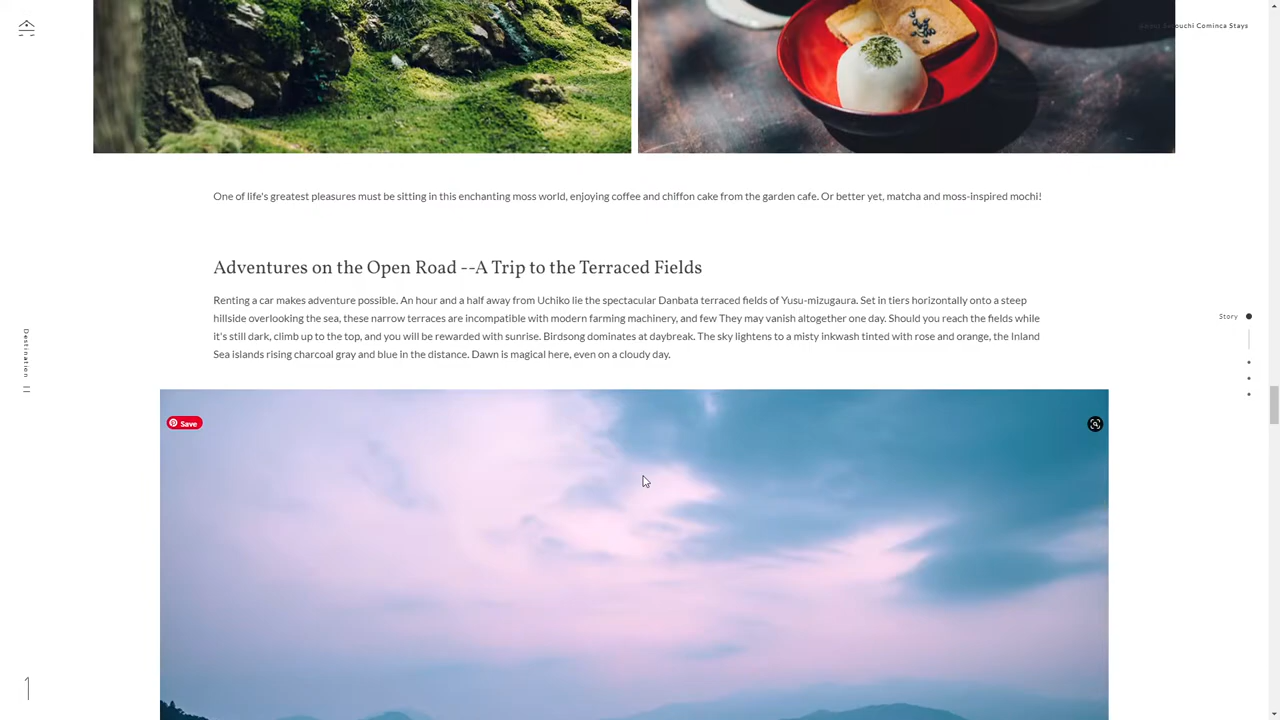 About Setouchi Cominca Stays
One of life's greatest pleasures must be sitting in this enchanting moss world, enjoying coffee and chiffon cake from the garden cafe. Or better yet, matcha and moss-inspired mochi!
Adventures on the Open Road --A Trip to the Terraced Fields
Renting a car makes adventure possible. An hour and a half away from Uchiko lie the spectacular Danbata terraced fields of Yusu-mizugaura. Set in tiers horizontally onto a steep
hillside overlooking the sea, these narrow terraces are incompatible with modern farming machinery, and few They may vanish altogether one day. Should you reach the fields while
it's still dark, climb up to the top, and you will be rewarded with sunrise. Birdsong dominates at daybreak. The sky lightens to a misty inkwash tinted with rose and orange, the Inland
Sea islands rising charcoal gray and blue in the distance. Dawn is magical here, even on a cloudy day.
Story
Destination
Save